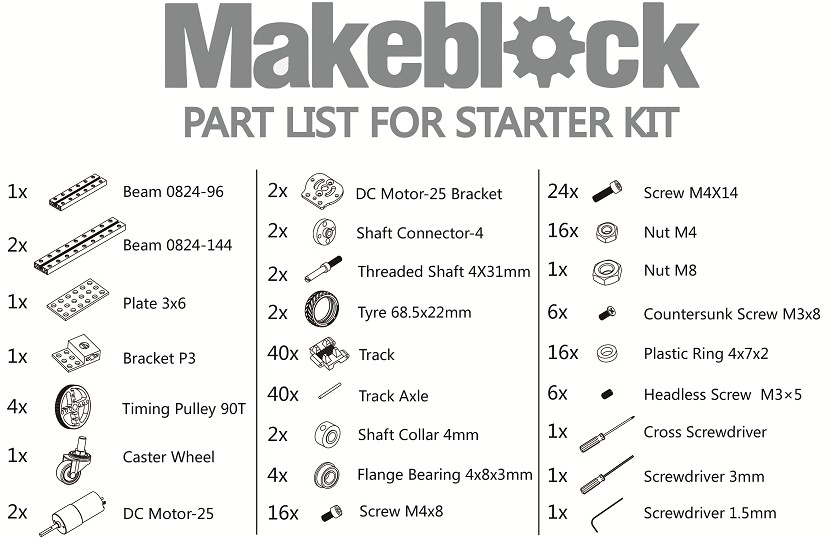 Makeblock
PART LIST FOR STARTER KIT
1x Beam 0824-96
2x Beam 0824-144
1x Plate 3x6
1x Bracket P3
4x Timing Pulley 90T
1x Caster Wheel
2x DC Motor-25
2x DC Motor-25 Bracket
2x Shaft Connector-4
2x Threaded Shaft 4X31mm
2x Tyre 68.5x22mm
40x Track
40x Track Axle
2x Shaft Collar 4mm
4x Flange Bearing 4x8x3mm
16x Screw M4x8
24x Screw M4X14
16x Nut M4
1x Nut M8
6x Countersunk Screw M3x8
16x Plastic Ring 4x7x2
6x Headless Screw M3×5
1x Cross Screwdriver
1x Screwdriver 3mm
1x Screwdriver 1.5mm